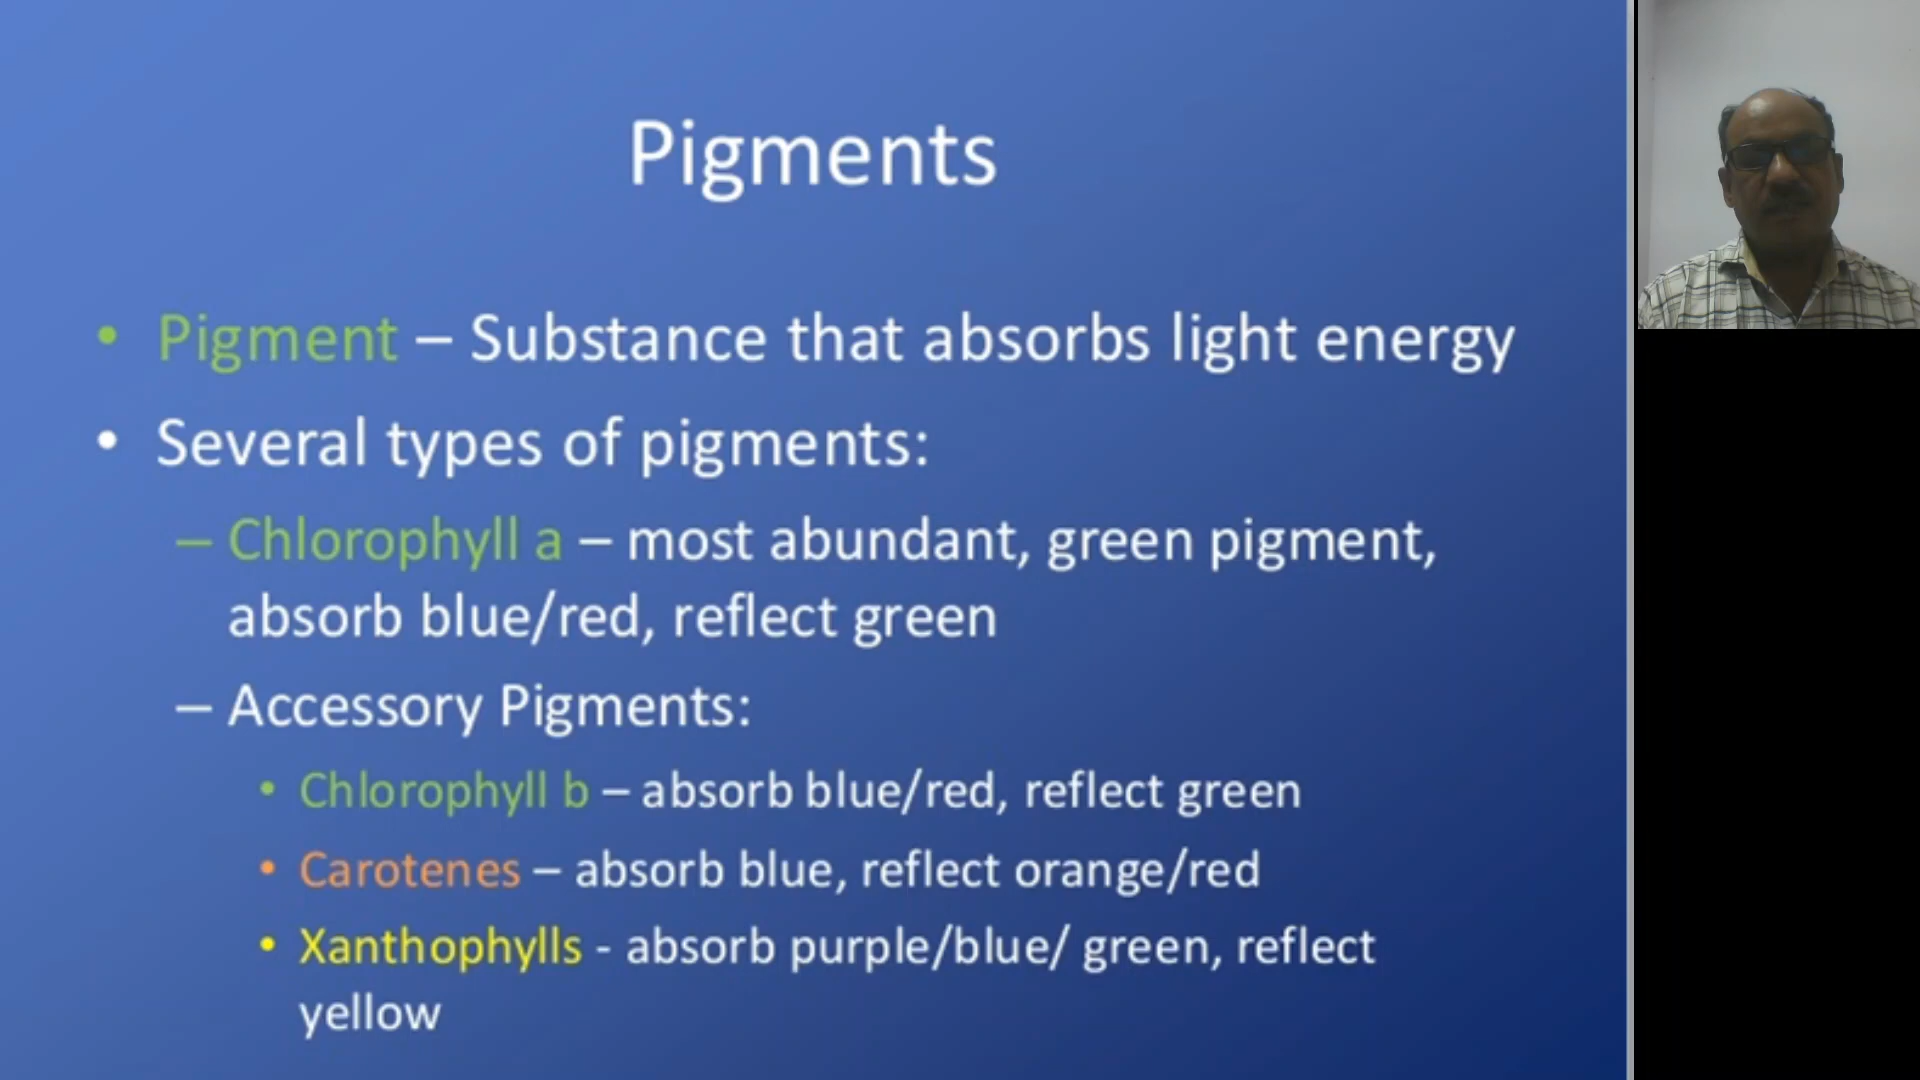 Pigments
• Pigment – Substance that absorbs light energy
• Several types of pigments:
– Chlorophyll a – most abundant, green pigment,
absorb blue/red, reflect green
– Accessory Pigments:
• Chlorophyll b – absorb blue/red, reflect green
• Carotenes – absorb blue, reflect orange/red
• Xanthophylls - absorb purple/blue/ green, reflect
yellow